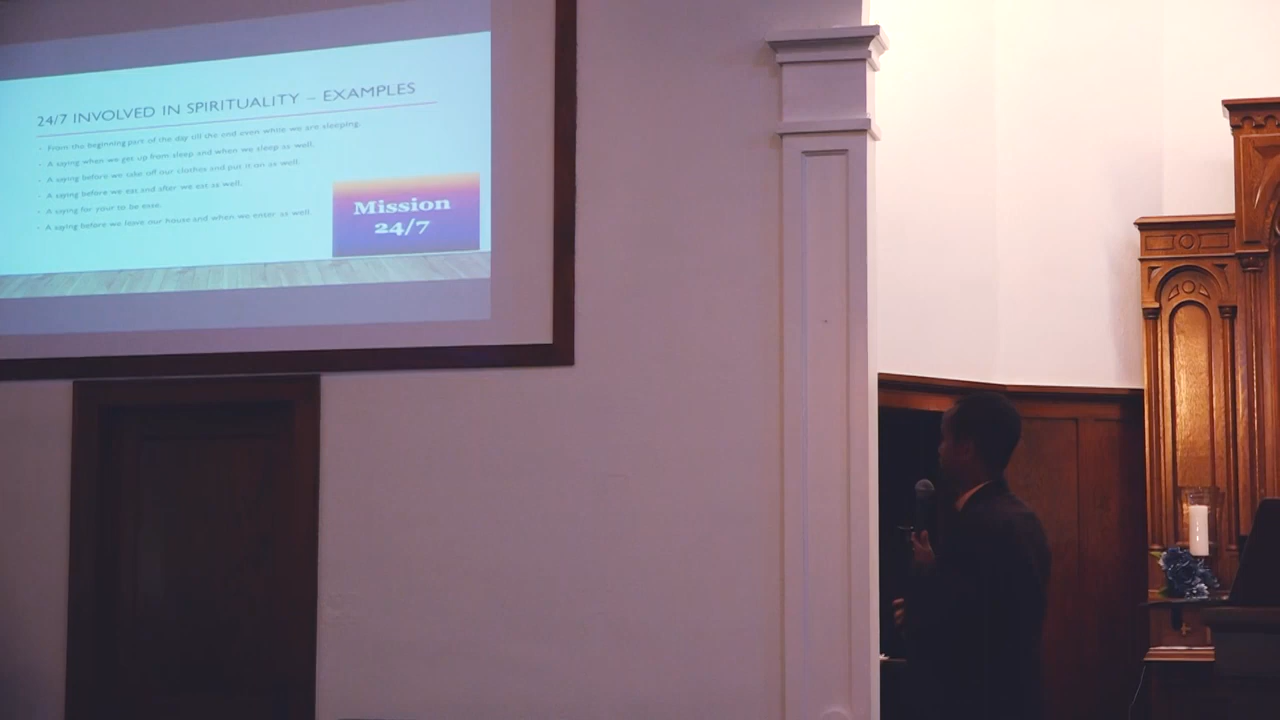 24/7 INVOLVED IN SPIRITUALITY – EXAMPLES
• From the beginning part of the day till the end even while we are sleeping.
• A saying when we get up from sleep and when we sleep as well.
• A saying before we take off our clothes and put it on as well.
• A saying before we eat and after we eat as well.
• A saying for your to be ease.
• A saying before we leave our house and when we enter as well.
Mission
24/7